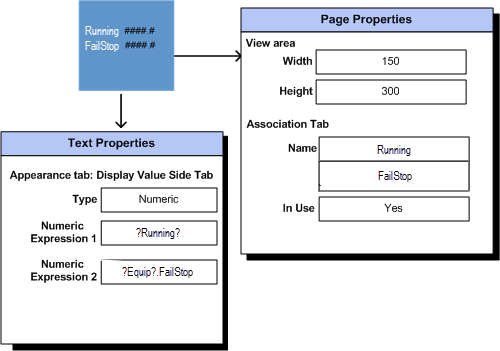 Running ####.#
FailStop ####.#
Page Properties
View area
Width 150
Height 300
Association Tab
Name Running
FailStop
In Use Yes
Text Properties
Appearance tab: Display Value Side Tab
Type Numeric
Numeric
Expression 1 ?Running?
Numeric
Expression 2 ?Equip?.FailStop